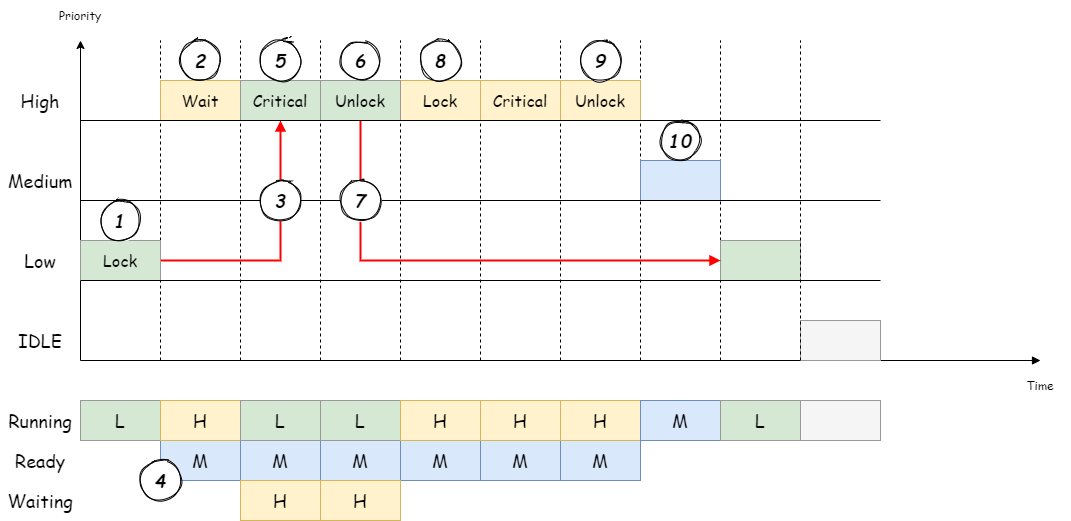 Priority
2 5 6 8 9
High Wait Critical Unlock Lock Critical Unlock
10
Medium
3 7
1
Low Lock
IDLE
Time
Running L H L L H H H M L
Ready M M M M M M
4
Waiting H H